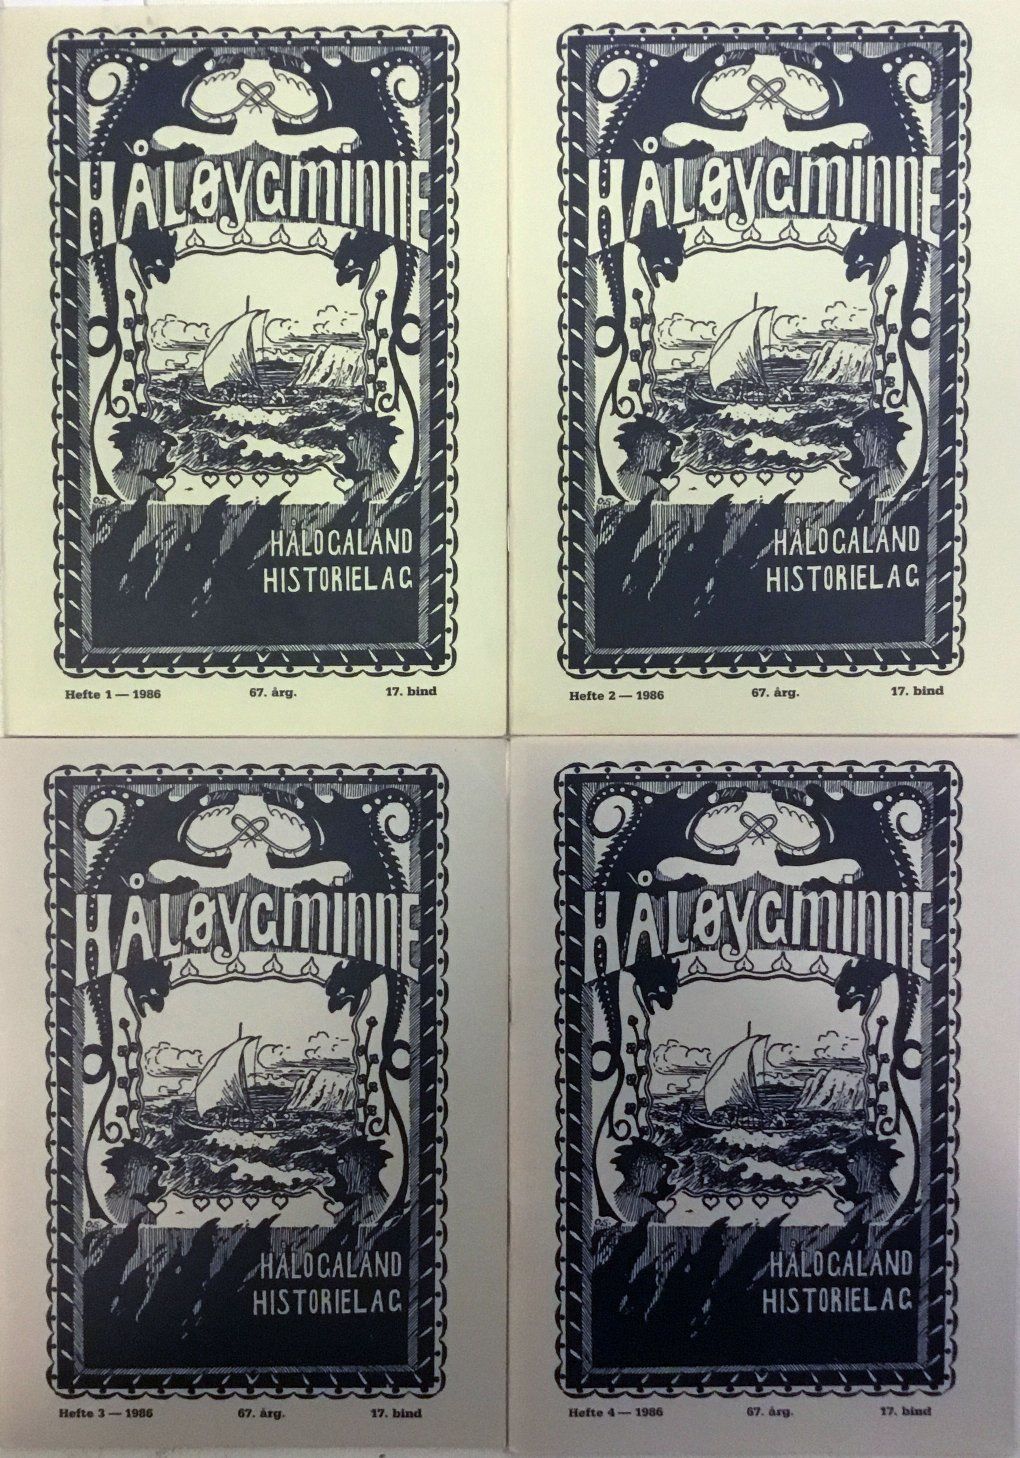 HÅLØYGMINNE
HÅLOGALAND
HISTORIELAG
Hefte 1 — 1986 67. årg. 17. bind
HÅLØYGMINNE
HÅLOGALAND
HISTORIELAG
Hefte 2 — 1986 67. årg. 17. bind
HÅLØYGMINNE
HÅLOGALAND
HISTORIELAG
Hefte 3 — 1986 67. årg. 17. bind
HÅLØYGMINNE
HÅLOGALAND
HISTORIELAG
Hefte 4 — 1986 67. årg. 17. bind